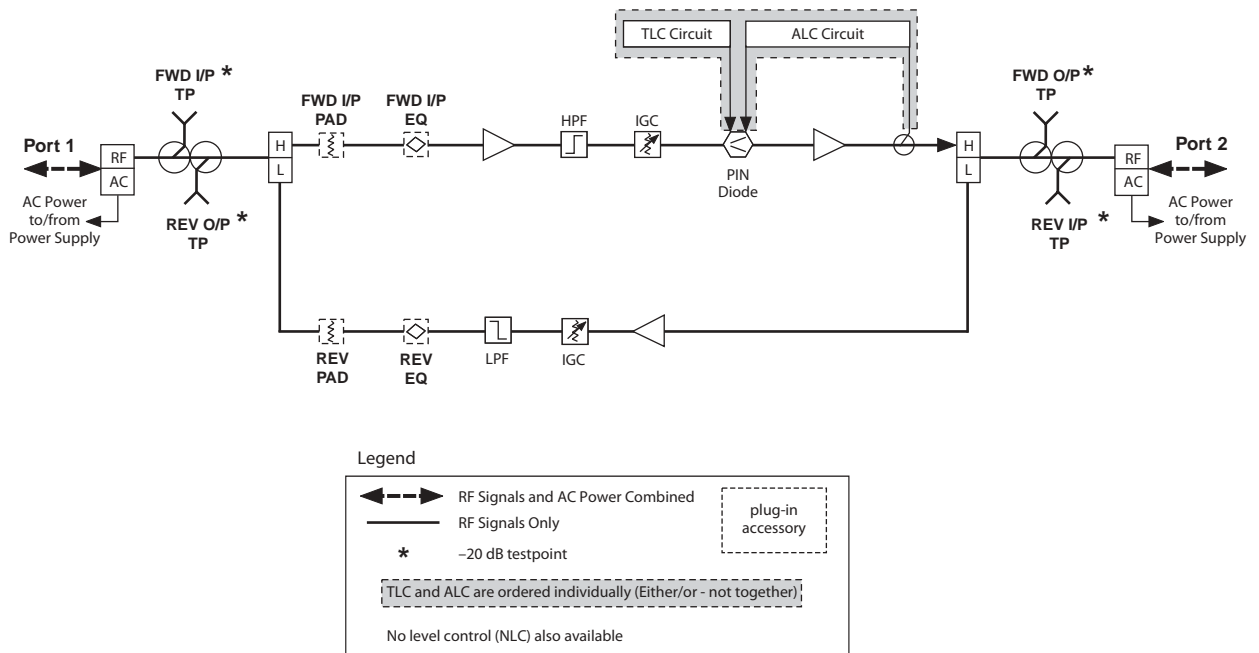 TLC Circuit
ALC Circuit
FWD I/P *
TP
FWD I/P
PAD
FWD I/P
EQ
HPF
IGC
PIN
Diode
FWD O/P *
TP
Port 1
RF
AC
H
L
H
L
RF
AC
Port 2
AC Power
to/from
Power Supply
REV O/P *
TP
REV I/P *
TP
AC Power
to/from
Power Supply
REV
PAD
REV
EQ
LPF
IGC
Legend
RF Signals and AC Power Combined
RF Signals Only
* –20 dB testpoint
plug-in
accessory
TLC and ALC are ordered individually (Either/or - not together)
No level control (NLC) also available